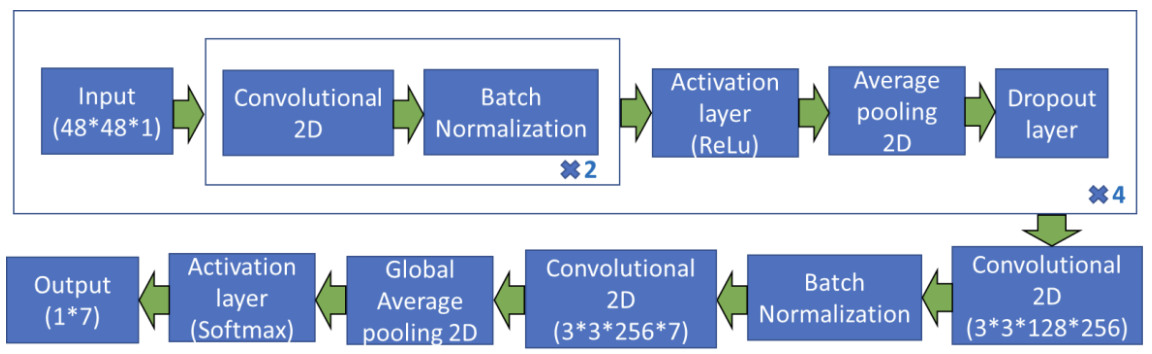 Input
(48*48*1)
Convolutional
2D
Batch
Normalization
✖2
Activation
layer
(ReLu)
Average
pooling
2D
Dropout
layer
✖4
Convolutional
2D
(3*3*128*256)
Batch
Normalization
Convolutional
2D
(3*3*256*7)
Global
Average
pooling 2D
Activation
layer
(Softmax)
Output
(1*7)